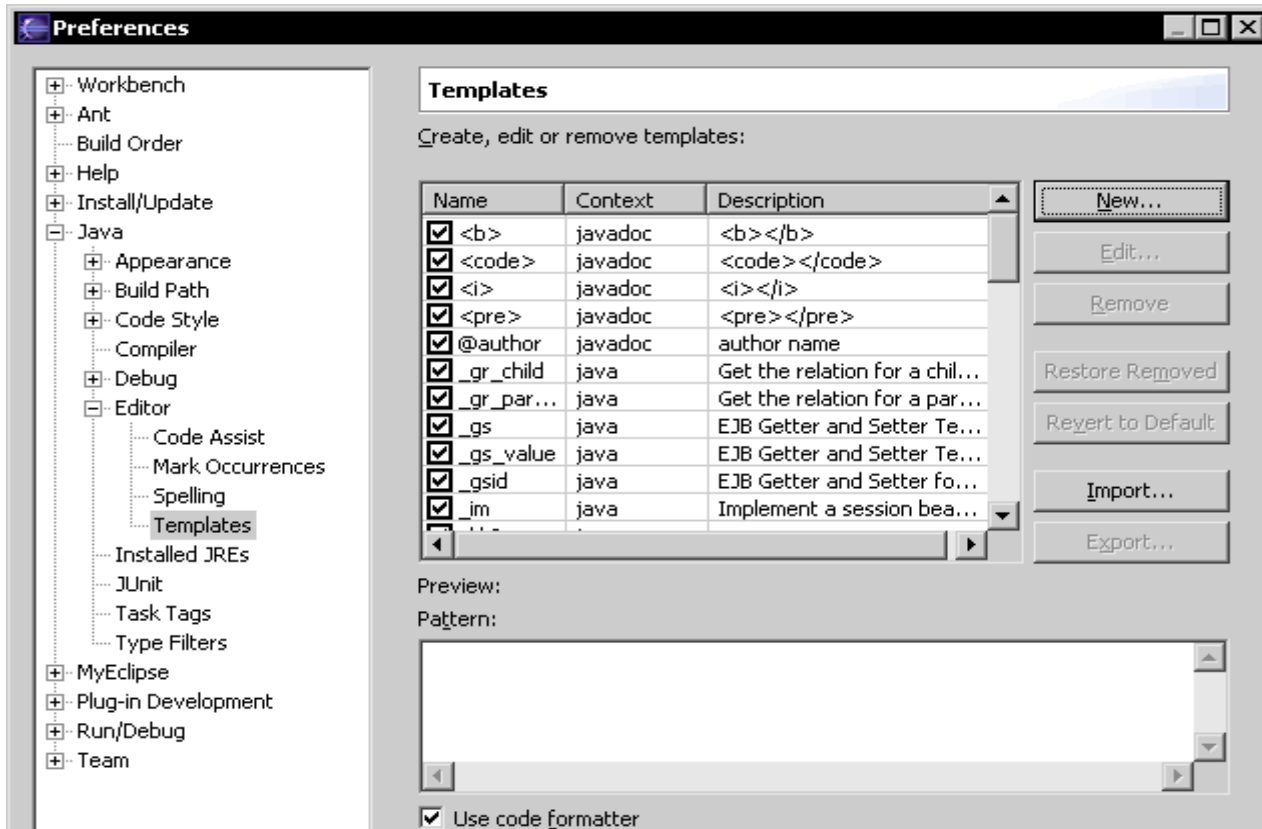 Preferences
Workbench
Ant
Build Order
Help
Install/Update
Java
Appearance
Build Path
Code Style
Compiler
Debug
Editor
Code Assist
Mark Occurrences
Spelling
Templates
Installed JREs
JUnit
Task Tags
Type Filters
MyEclipse
Plug-in Development
Run/Debug
Team
Templates
Create, edit or remove templates:
Name Context Description
<b> javadoc <b></b>
<code> javadoc <code></code>
<i> javadoc <i></i>
<pre> javadoc <pre></pre>
@author javadoc author name
_gr_child java Get the relation for a chil...
_gr_par... java Get the relation for a par...
_gs java EJB Getter and Setter Te...
_gs_value java EJB Getter and Setter Te...
_gsid java EJB Getter and Setter fo...
_im java Implement a session bea...
New...
Edit...
Remove
Restore Removed
Revert to Default
Import...
Export...
Preview:
Pattern:
Use code formatter